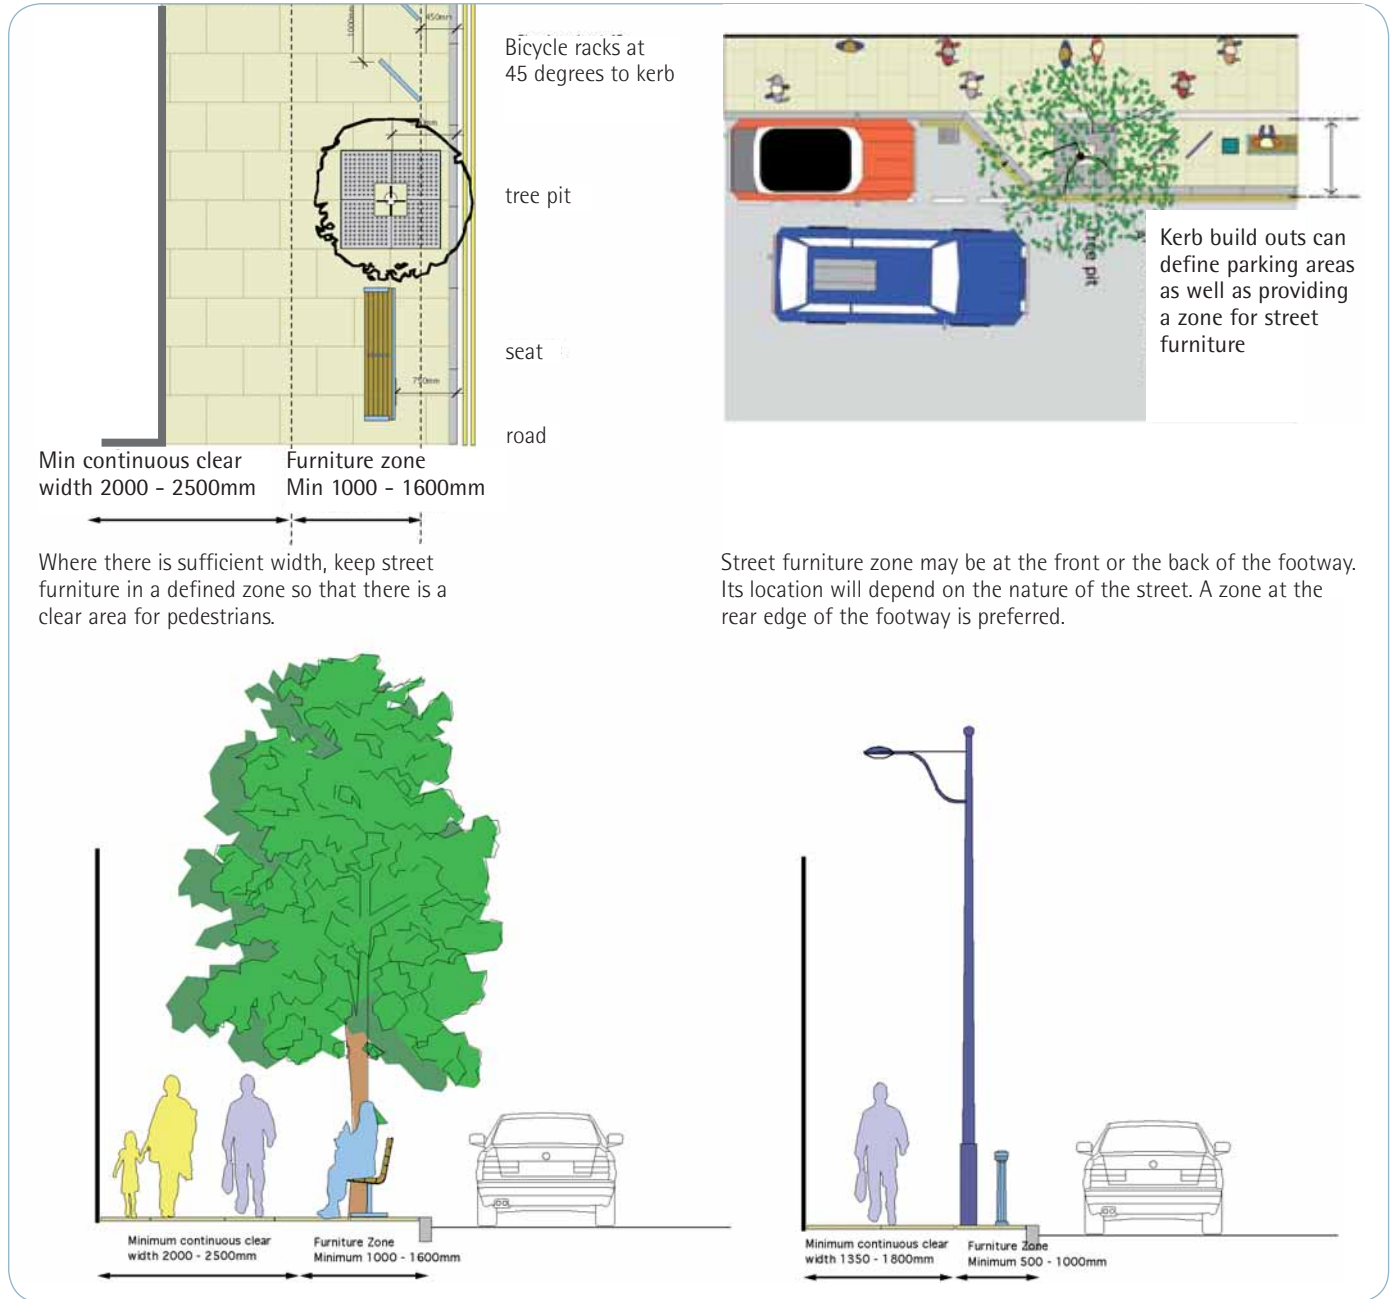 1000mm
450mm
Bicycle racks at
45 degrees to kerb
tree pit
seat
750mm
road
Min continuous clear
width 2000 - 2500mm
Furniture zone
Min 1000 - 1600mm
Where there is sufficient width, keep street
furniture in a defined zone so that there is a
clear area for pedestrians.
tree pit
Kerb build outs can
define parking areas
as well as providing
a zone for street
furniture
Street furniture zone may be at the front or the back of the footway.
Its location will depend on the nature of the street. A zone at the
rear edge of the footway is preferred.
Minimum continuous clear
width 2000 - 2500mm
Furniture Zone
Minimum 1000 - 1600mm
Minimum continuous clear
width 1350 - 1800mm
Furniture Zone
Minimum 500 - 1000mm